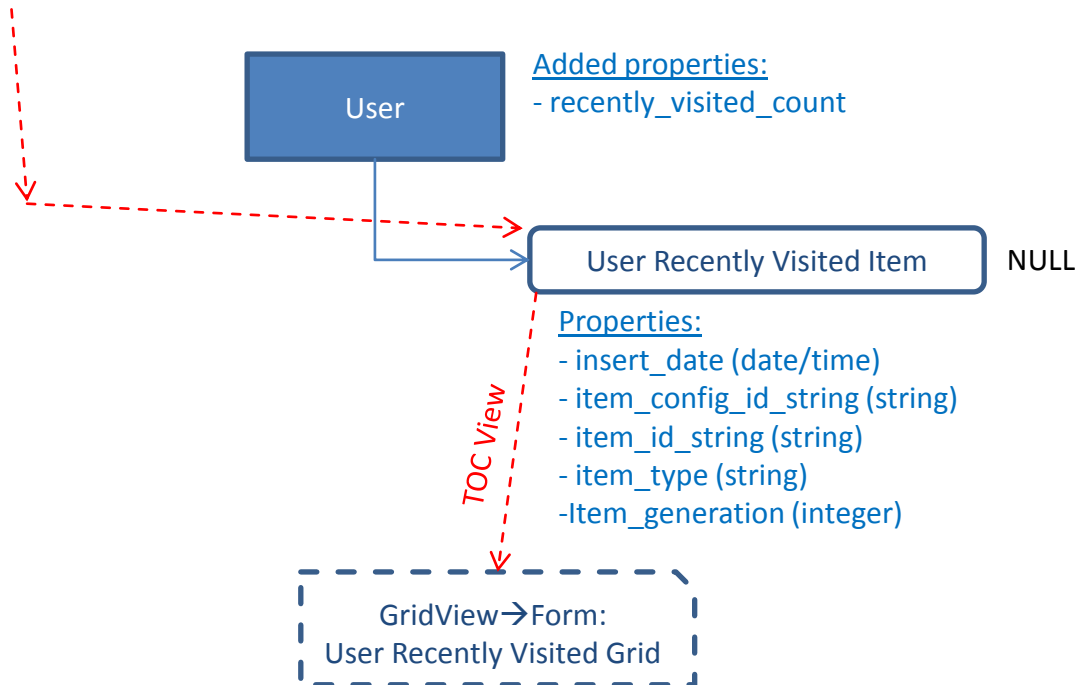 User
Added properties:
- recently_visited_count
User Recently Visited Item
NULL
Properties:
- insert_date (date/time)
- item_config_id_string (string)
- item_id_string (string)
- item_type (string)
-Item_generation (integer)
TOC View
GridView→Form:
User Recently Visited Grid